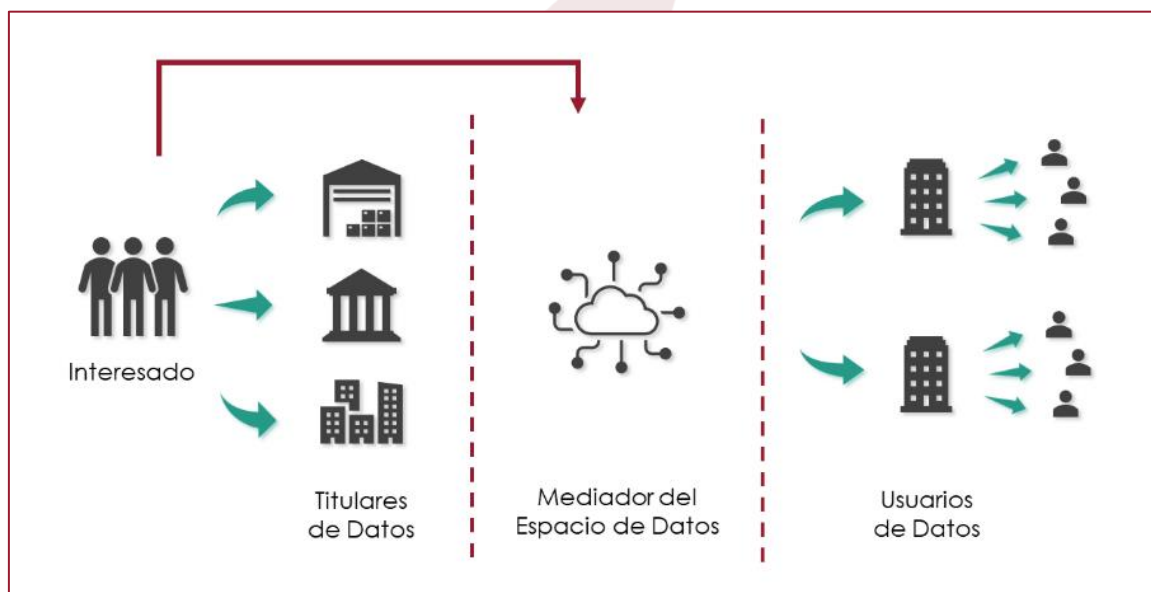 Interesado
Titulares
de Datos
Mediador del
Espacio de Datos
Usuarios
de Datos